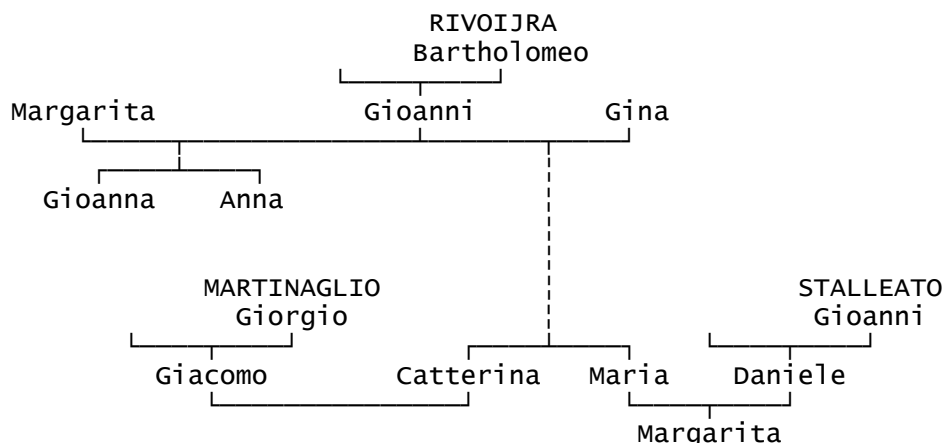 RIVOIJRA
Bartholomeo
Margarita Gioanni Gina
Gioanna Anna
MARTINAGLIO STALLEATO
Giorgio Gioanni
Giacomo Catterina Maria Daniele
Margarita